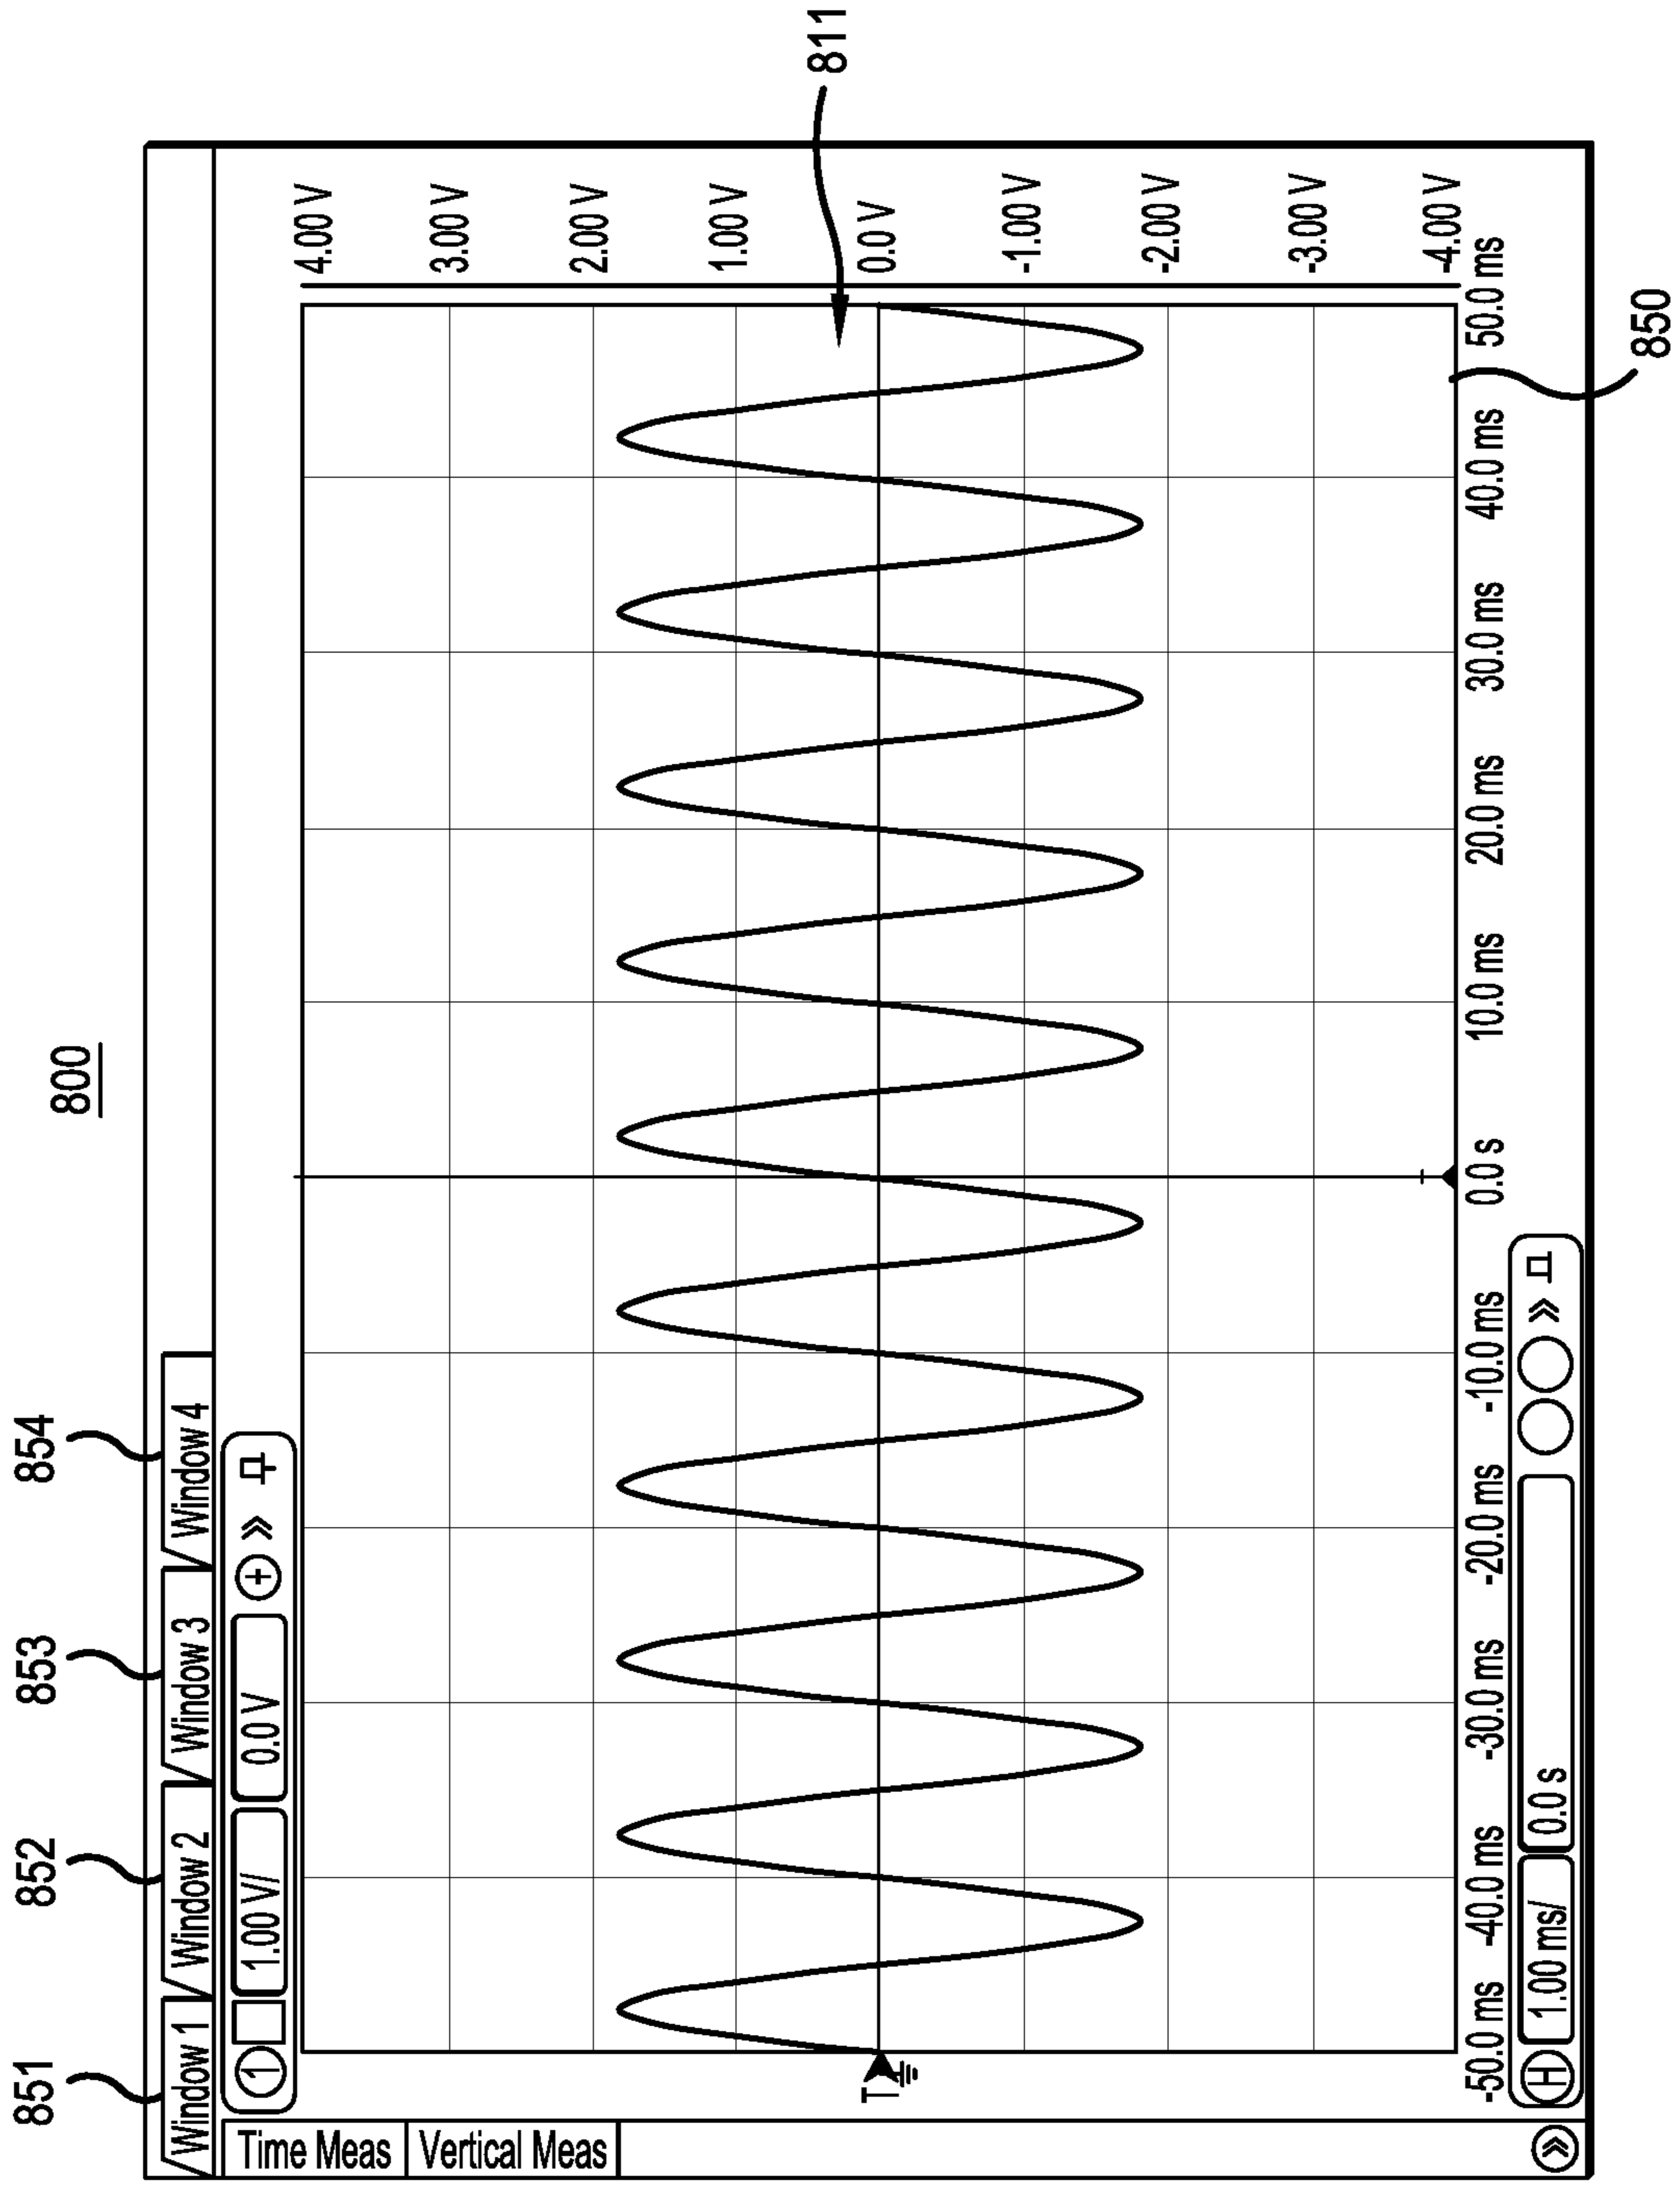 800
851 852 853 854
Window 1 Window 2 Window 3 Window 4
Time Meas
Vertical Meas
1 1.00 V/ 0.0 V +
4.00 V
3.00 V
2.00 V
1.00 V
0.0 V
-1.00 V
-2.00 V
-3.00 V
-4.00 V
811
T
-50.0 ms -40.0 ms -30.0 ms -20.0 ms -10.0 ms 0.0 s 10.0 ms 20.0 ms 30.0 ms 40.0 ms 50.0 ms
H 1.00 ms/ 0.0 s
850